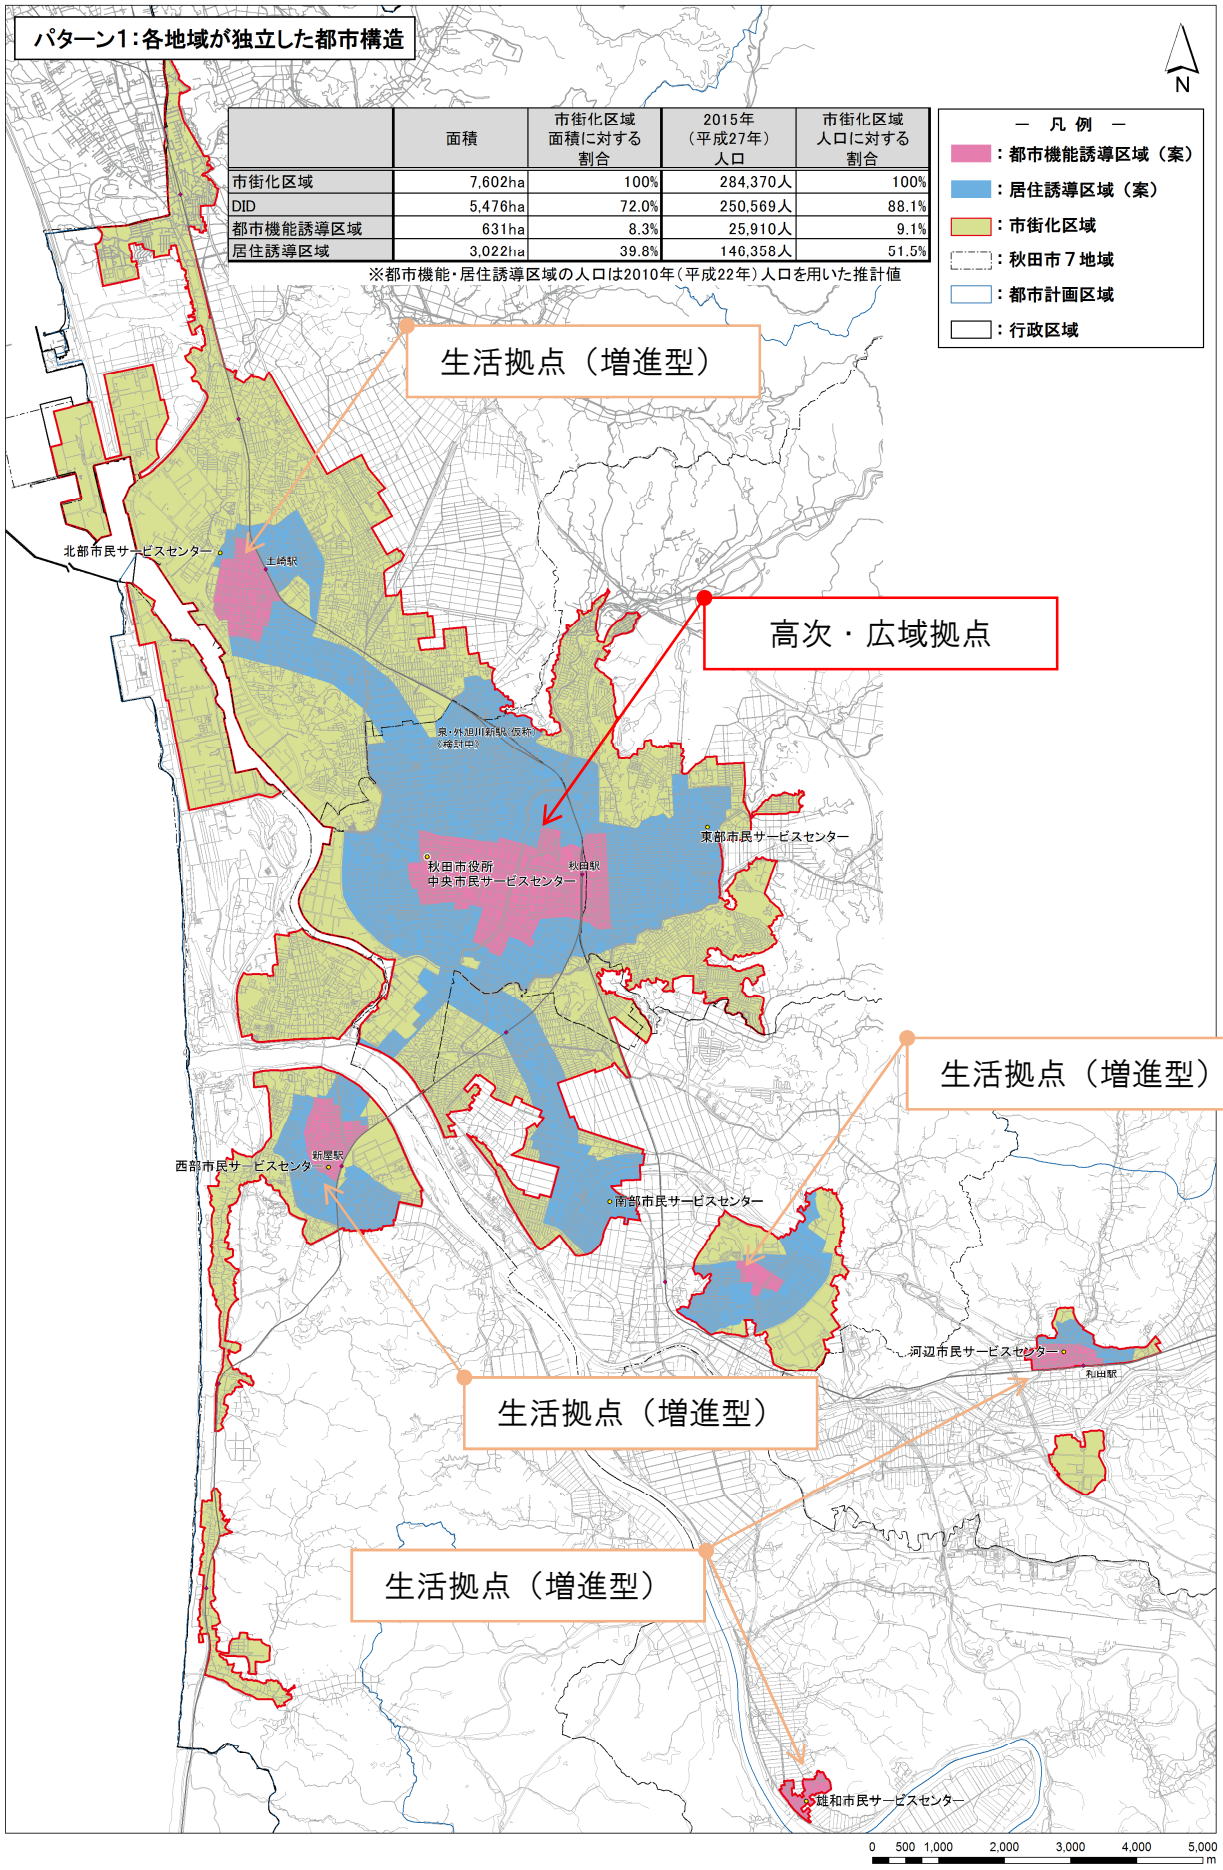 パターン1：各地域が独立した都市構造
N
面積
市街化区域
面積に対する
割合
2015年
（平成27年）
人口
市街化区域
人口に対する
割合
市街化区域 7,602ha 100% 284,370人 100%
DID 5,476ha 72.0% 250,569人 88.1%
都市機能誘導区域 631ha 8.3% 25,910人 9.1%
居住誘導区域 3,022ha 39.8% 146,358人 51.5%
※都市機能・居住誘導区域の人口は2010年（平成22年）人口を用いた推計値
－ 凡 例 －
：都市機能誘導区域（案）
：居住誘導区域（案）
：市街化区域
：秋田市７地域
：都市計画区域
：行政区域
生活拠点（増進型）
北部市民サービスセンター
土崎駅
高次・広域拠点
泉・外旭川新駅（仮称）
（検討中）
東部市民サービスセンター
秋田市役所
中央市民サービスセンター
秋田駅
生活拠点（増進型）
新屋駅
西部市民サービスセンター
南部市民サービスセンター
河辺市民サービスセンター
和田駅
生活拠点（増進型）
生活拠点（増進型）
雄和市民サービスセンター
0 500 1,000 2,000 3,000 4,000 5,000
m